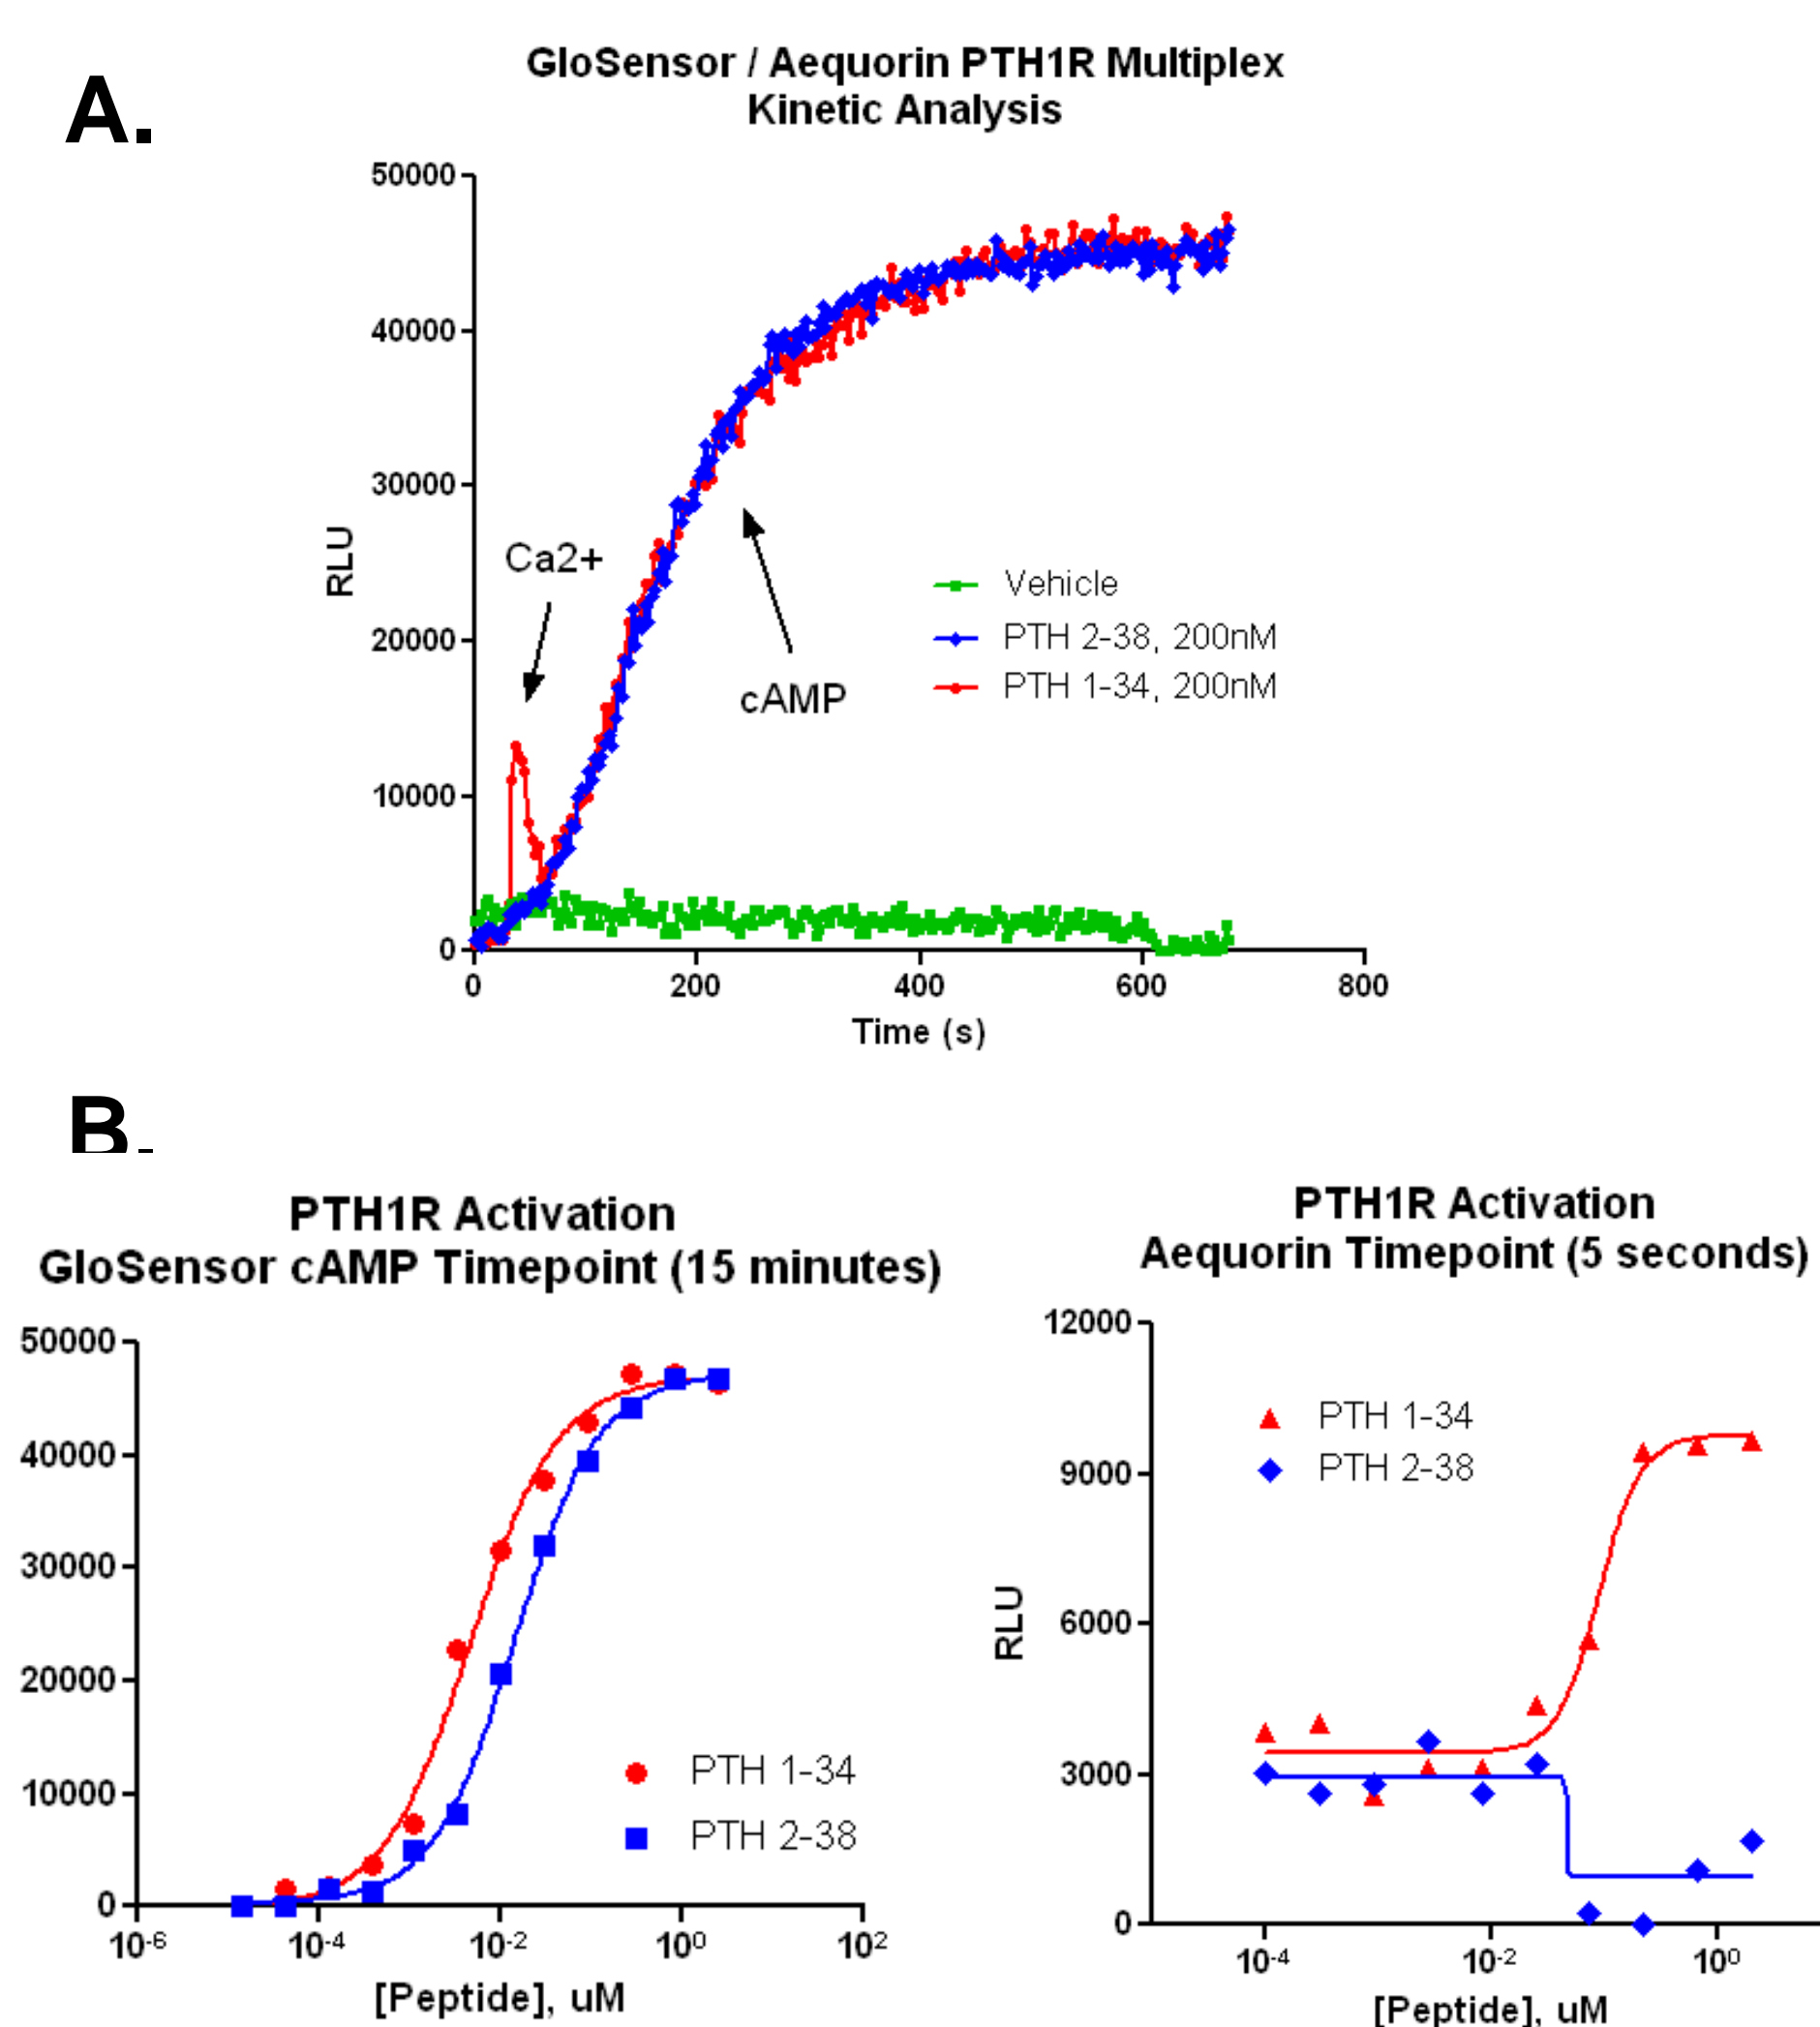 A.
GloSensor / Aequorin PTH1R Multiplex
Kinetic Analysis
50000
40000
30000
20000
10000
0
RLU
Ca2+
cAMP
Vehicle
PTH 2-38, 200nM
PTH 1-34, 200nM
0 200 400 600 800
Time (s)
B.
PTH1R Activation
GloSensor cAMP Timepoint (15 minutes)
50000
40000
30000
20000
10000
0
PTH 1-34
PTH 2-38
10-6 10-4 10-2 100 102
[Peptide], uM
PTH1R Activation
Aequorin Timepoint (5 seconds)
12000
9000
6000
3000
0
RLU
PTH 1-34
PTH 2-38
10-4 10-2 100
[Peptide], uM